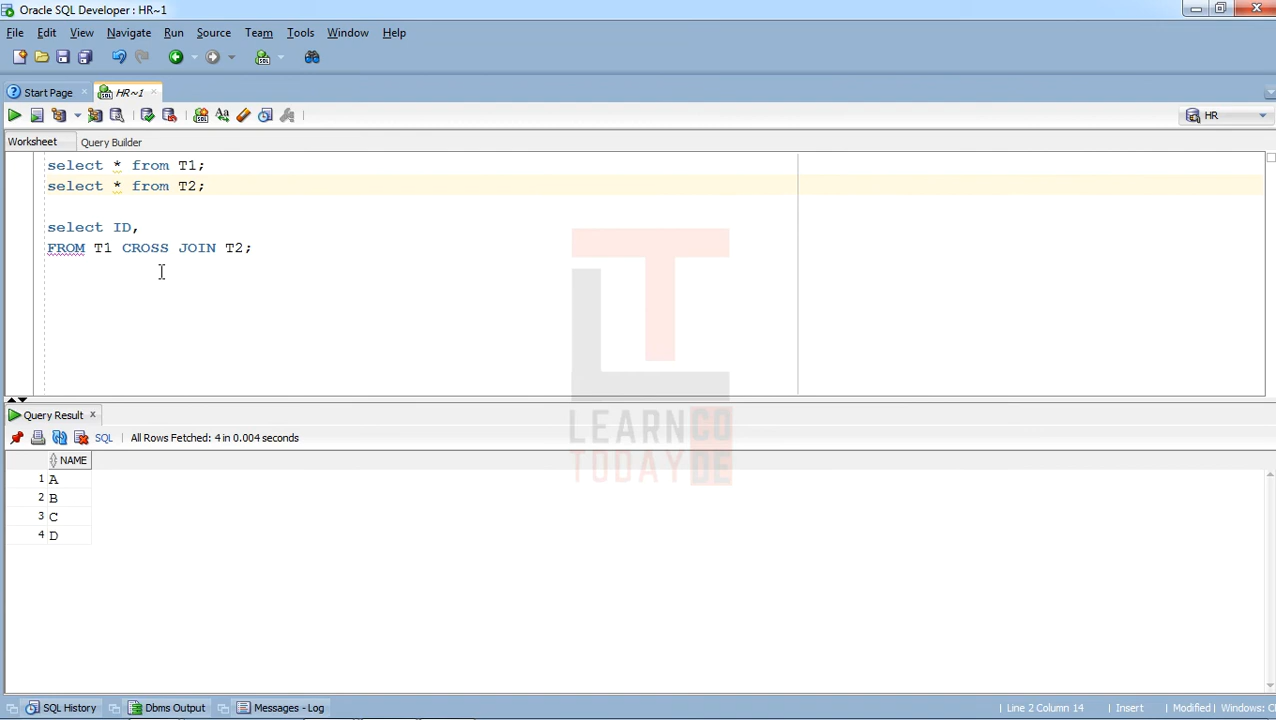 Oracle SQL Developer : HR~1
File Edit View Navigate Run Source Team Tools Window Help
Start Page HR~1
HR
Worksheet Query Builder
select * from T1;
select * from T2;
select ID,
FROM T1 CROSS JOIN T2;
LEARNCO
TODAYDE
Query Result
SQL All Rows Fetched: 4 in 0.004 seconds
NAME
1 A
2 B
3 C
4 D
SQL History Dbms Output Messages - Log Line 2 Column 14 Insert Modified Windows: C